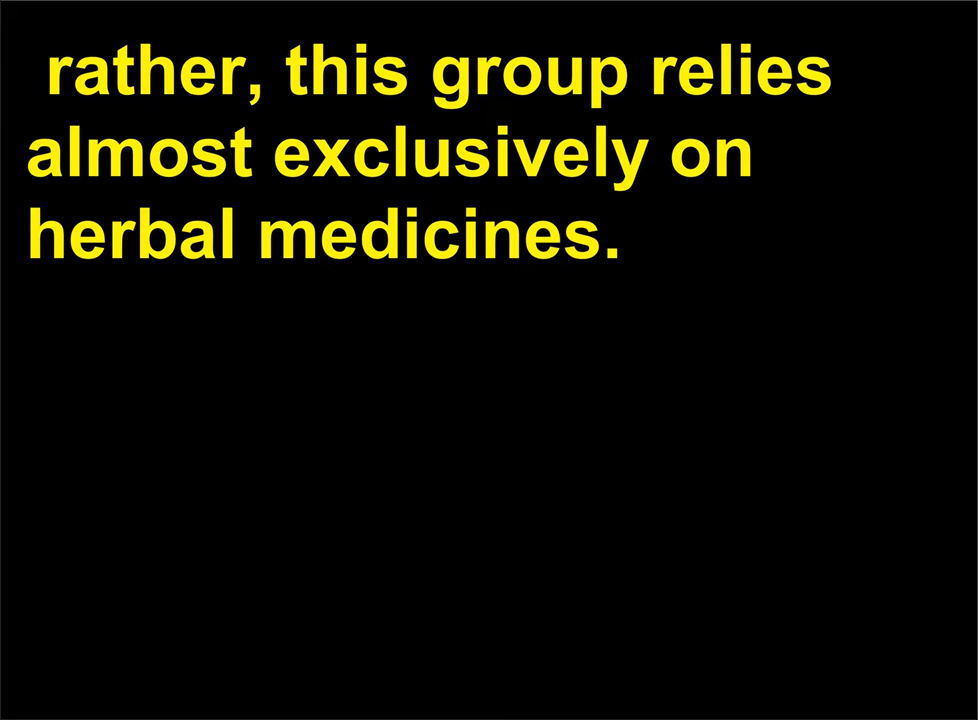 rather, this group relies
almost exclusively on
herbal medicines.